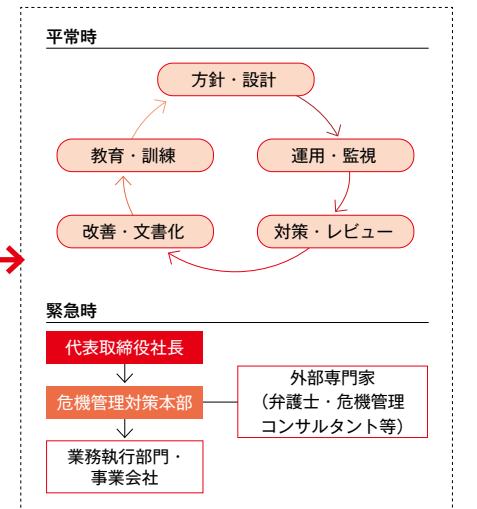 平常時
方針・設計
教育・訓練
運用・監視
改善・文書化
対策・レビュー
緊急時
代表取締役社長
危機管理対策本部
外部専門家
（弁護士・危機管理
コンサルタント等）
業務執行部門・
事業会社